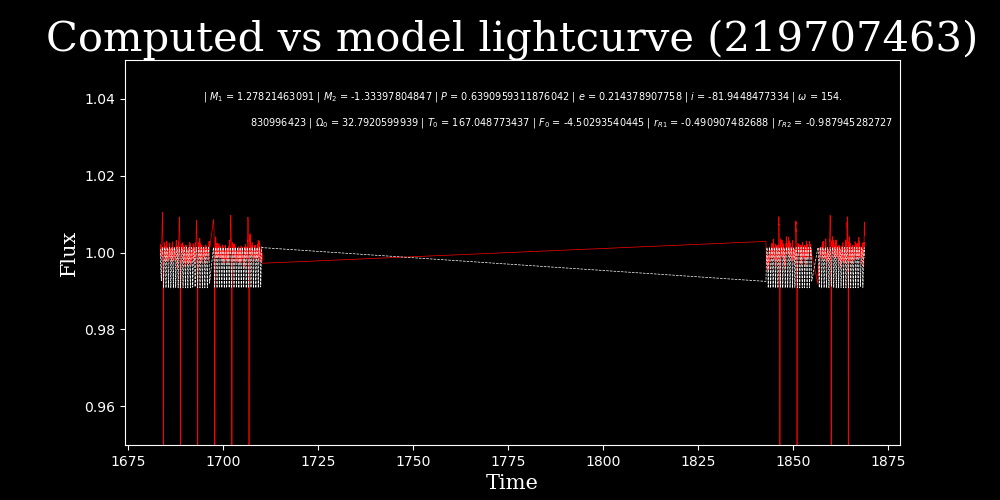 Computed vs model lightcurve (219707463)
| M₁ = 1.27821463091 | M₂ = -1.33397804847 | P = 0.6390959311876042 | e = 0.214378907758 | i = -81.9448477334 | ω = 154.
830996423 | Ω₀ = 32.7920599939 | T₀ = 167.048773437 | F₀ = -4.50293540445 | r_R1 = -0.490907482688 | r_R2 = -0.987945282727
1.04
1.02
1.00
0.98
0.96
Flux
1675 1700 1725 1750 1775 1800 1825 1850 1875
Time